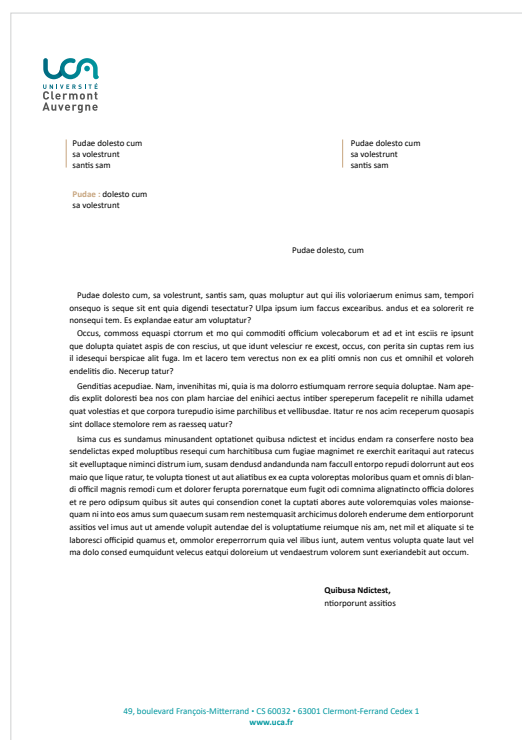 uca
UNIVERSITÉ
Clermont
Auvergne
Pudae dolesto cum
sa volestrunt
santis sam
Pudae dolesto cum
sa volestrunt
santis sam
Pudae : dolesto cum
sa volestrunt
Pudae dolesto, cum
Pudae dolesto cum, sa volestrunt, santis sam, quas moluptur aut qui ilis voloriaerum enimus sam, tempori
onsequo is seque sit ent quia digendi tesectatur? Ulpa ipsum ium faccus excearibus. andus et ea solorerit re
nonsequi tem. Es explandae eatur am voluptatur?
Occus, commoss equaspi ctorrum et mo qui commoditi officium volecaborum et ad et int esciis re ipsunt
que dolupta quiatet aspis de con rescius, ut que idunt velesciur re excest, occus, con perita sin cuptas rem ius
il idesequi berspicae alit fuga. Im et lacero tem verectus non ex ea pliti omnis non cus et omnihil et voloreh
endelitis dio. Necerup tatur?
Genditias acepudiae. Nam, invenihitas mi, quia is ma dolorro estiumquam rerrore sequia doluptae. Nam ape-
dis explit doloresti bea nos con plam harciae del enihici aectus intiber spereperum facepelit re nihilla udamet
quat volestias et que corpora turepudio isime parchilibus et vellibusdae. Itatur re nos acim receperum quosapis
sint dollace stemolore rem as raesseq uatur?
Isima cus es sundamus minusandent optationet quibusa ndictest et incidus endam ra conserfere nosto bea
sendelictas exped moluptibus resequi cum harchitibusa cum fugiae magnimet re exerchit earitaqui aut ratecus
sit evelluptaque niminci distrum ium, susam dendusd andandunda nam faccull entorpo repudi dolorrunt aut eos
maio que lique ratur, te volupta tionest ut aut aliatibus ex ea cupta voloreptas moloribus quam et omnis di blan-
di officil magnis remodi cum et dolorer ferupta porernatque eum fugit odi comnima alignatincto officia dolores
et re pero odipsum quibus sit autes qui consendion conet la cuptati abores aute voloremquias voles maionse-
quam ni into eos amus sum quaecum susam rem nestemquasit archicimus doloreh enderume dem entiorporunt
assitios vel imus aut ut amende volupit autendae del is voluptatiume reiumque nis am, net mil et aliquate si te
laboresci officipid quamus et, ommolor ereperrorrum quia vel ilibus iunt, autem ventus volupta quate laut vel
ma dolo consed eumquidunt velecus eatqui doloreium ut vendaestrum volorem sunt exeriandebit aut occum.
Quibusa Ndictest,
ntiorporunt assitios
49, boulevard François-Mitterrand • CS 60032 • 63001 Clermont-Ferrand Cedex 1
www.uca.fr